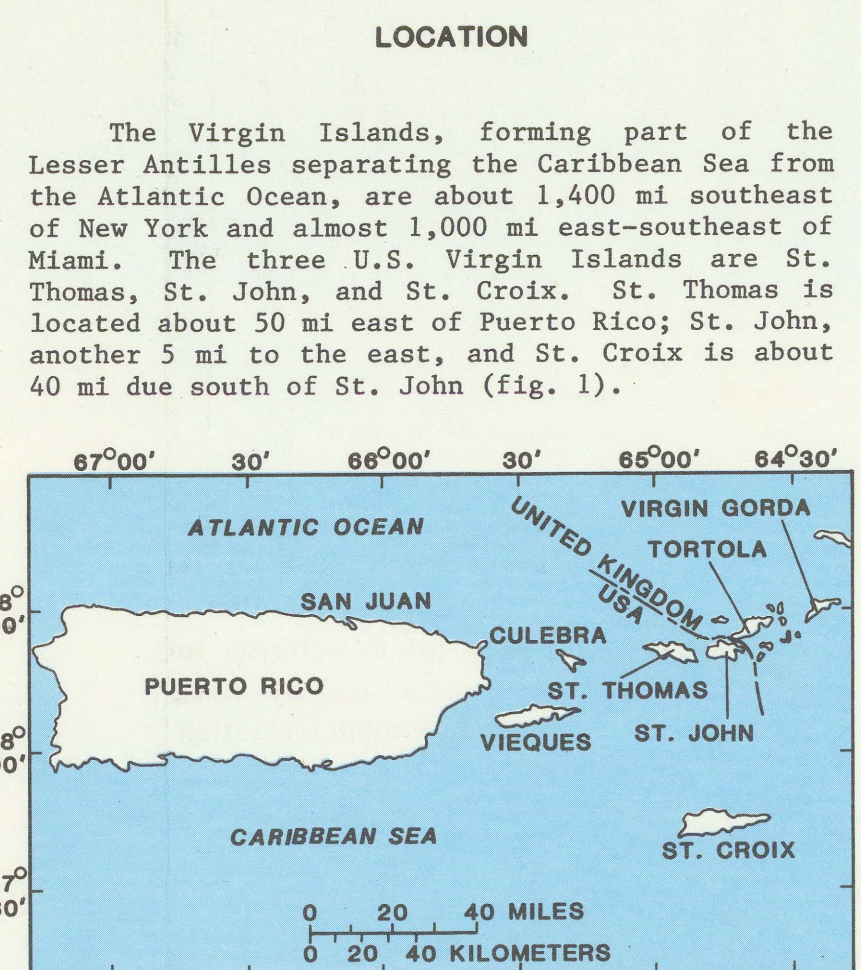 LOCATION
The Virgin Islands, forming part of the
Lesser Antilles separating the Caribbean Sea from
the Atlantic Ocean, are about 1,400 mi southeast
of New York and almost 1,000 mi east-southeast of
Miami. The three U.S. Virgin Islands are St.
Thomas, St. John, and St. Croix. St. Thomas is
located about 50 mi east of Puerto Rico; St. John,
another 5 mi to the east, and St. Croix is about
40 mi due south of St. John (fig. 1).
67°00′ 30′ 66°00′ 30′ 65°00′ 64°30′
ATLANTIC OCEAN
UNITED KINGDOM
USA
VIRGIN GORDA
TORTOLA
SAN JUAN
CULEBRA
PUERTO RICO
ST. THOMAS
VIEQUES
ST. JOHN
CARIBBEAN SEA
ST. CROIX
0 20 40 MILES
0 20 40 KILOMETERS